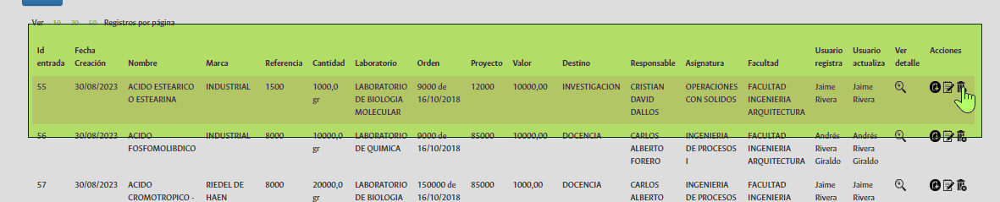 Ver 10 20 50 Registros por página
Id Fecha Usuario Usuario Ver
entrada Creación Nombre Marca Referencia Cantidad Laboratorio Orden Proyecto Valor Destino Responsable Asignatura Facultad registra actualiza detalle Acciones
55 30/08/2023 ACIDO ESTEARICO INDUSTRIAL 1500 1000,0 LABORATORIO 9000 de 12000 10000,00 INVESTIGACION CRISTIAN OPERACIONES FACULTAD Jaime Jaime
O ESTEARINA gr DE BIOLOGIA 16/10/2018 DAVID CON SOLIDOS INGENIERIA Rivera Rivera
MOLECULAR DALLOS ARQUITECTURA
56 30/08/2023 ACIDO INDUSTRIAL 8000 10000,0 LABORATORIO 9000 de 85000 10000,00 DOCENCIA CARLOS INGENIERIA FACULTAD Andrés Andrés
FOSFOMOLIBDICO gr DE QUIMICA 16/10/2018 ALBERTO DE PROCESOS INGENIERIA Rivera Rivera
FORERO I ARQUITECTURA Giraldo Giraldo
57 30/08/2023 ACIDO RIEDEL DE 8000 20000,0 LABORATORIO 150000 de 85000 1000,00 DOCENCIA CARLOS INGENIERIA FACULTAD Jaime Jaime
CROMOTROPICO - HAEN gr DE BIOLOGIA 16/10/2018 ALBERTO DE PROCESOS INGENIERIA Rivera Rivera